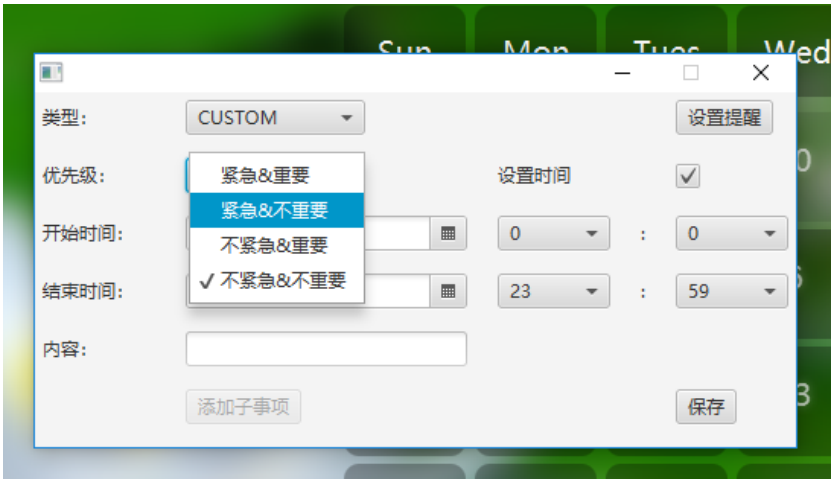 Sun Mon Tues Wed
类型: CUSTOM 设置提醒
优先级: 设置时间
紧急&重要
紧急&不重要
不紧急&重要
不紧急&不重要
开始时间: 0 : 0
结束时间: 23 : 59
内容:
添加子事项 保存